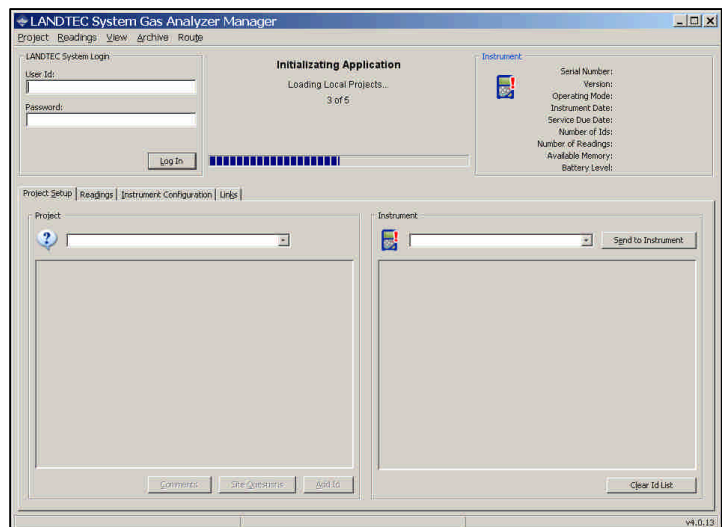 LANDTEC System Gas Analyzer Manager
Project Readings View Archive Route
LANDTEC System Login
User Id:
Password:
Log In
Initializating Application
Loading Local Projects...
3 of 5
Instrument
Serial Number:
Version:
Operating Mode:
Instrument Date:
Service Due Date:
Number of Ids:
Number of Readings:
Available Memory:
Battery Level:
Project Setup Readings Instrument Configuration Links
Project
Instrument
Send to Instrument
Comments Site Questions Add Id
Clear Id List
v4.0.13